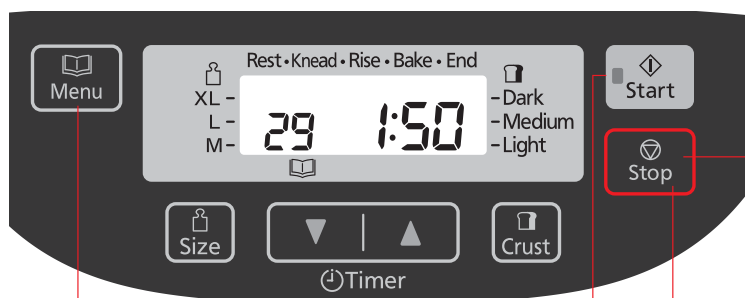 Menu
Rest • Knead • Rise • Bake • End
XL -
L -
M -
29
1:50
- Dark
- Medium
- Light
Start
Stop
Size
Crust
Timer